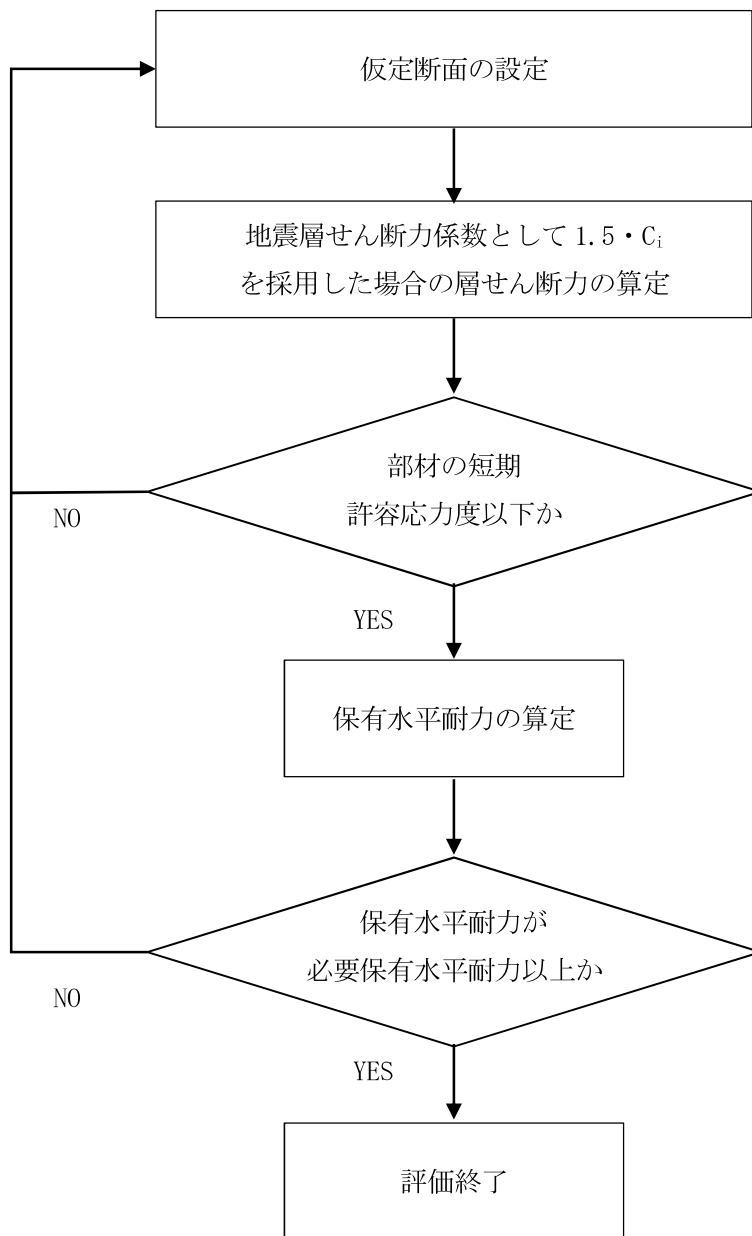 仮定断面の設定
地震層せん断力係数として 1.5・Cᵢ
を採用した場合の層せん断力の算定
部材の短期
許容応力度以下か
NO
YES
保有水平耐力の算定
保有水平耐力が
必要保有水平耐力以上か
NO
YES
評価終了